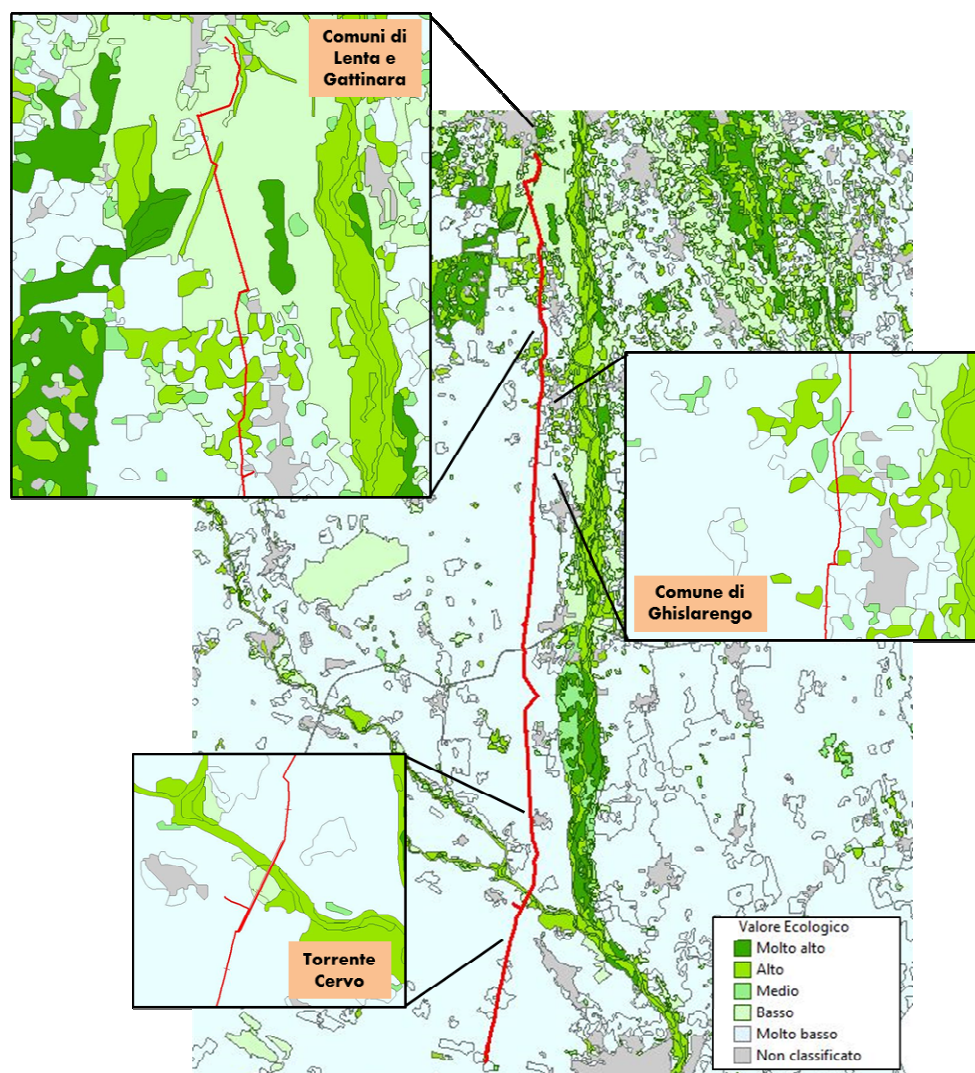 Comuni di
Lenta e
Gattinara
Comune di
Ghislarengo
Torrente
Cervo
Valore Ecologico
Molto alto
Alto
Medio
Basso
Molto basso
Non classificato